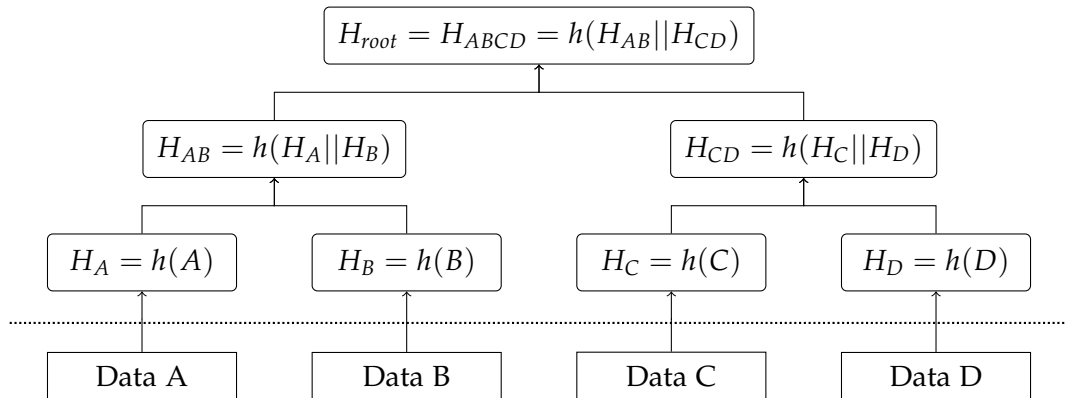 H_root = H_ABCD = h(H_AB||H_CD)
H_AB = h(H_A||H_B)
H_CD = h(H_C||H_D)
H_A = h(A)
H_B = h(B)
H_C = h(C)
H_D = h(D)
Data A
Data B
Data C
Data D